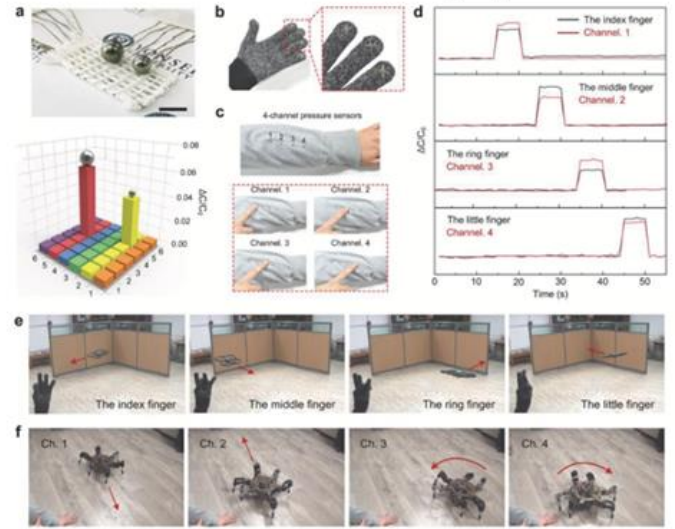 a
0.08
0.06
0.04
0.02
0.00
ΔC/C₀
6 5 4 3 2 1
1 2 3 4 5 6
b
c
4-channel pressure sensors
1 2 3 4
Channel. 1
Channel. 2
Channel. 3
Channel. 4
d
The index finger
Channel. 1
The middle finger
Channel. 2
The ring finger
Channel. 3
The little finger
Channel. 4
ΔC/C₀
0 10 20 30 40 50
Time (s)
e
The index finger
The middle finger
The ring finger
The little finger
f
Ch. 1
Ch. 2
Ch. 3
Ch. 4